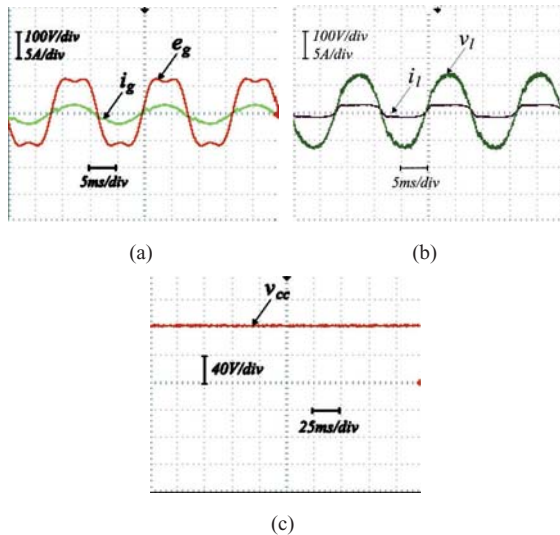 100V/div
5A/div
e_g
i_g
5ms/div
(a)
100V/div
5A/div
v_l
i_l
5ms/div
(b)
v_cc
40V/div
25ms/div
(c)